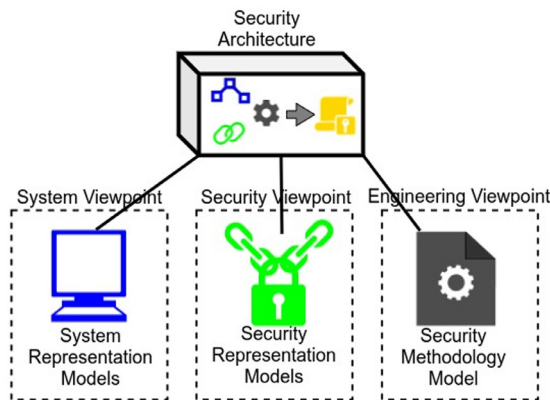 Security
Architecture
System Viewpoint
Security Viewpoint
Engineering Viewpoint
System
Representation
Models
Security
Representation
Models
Security
Methodology
Model